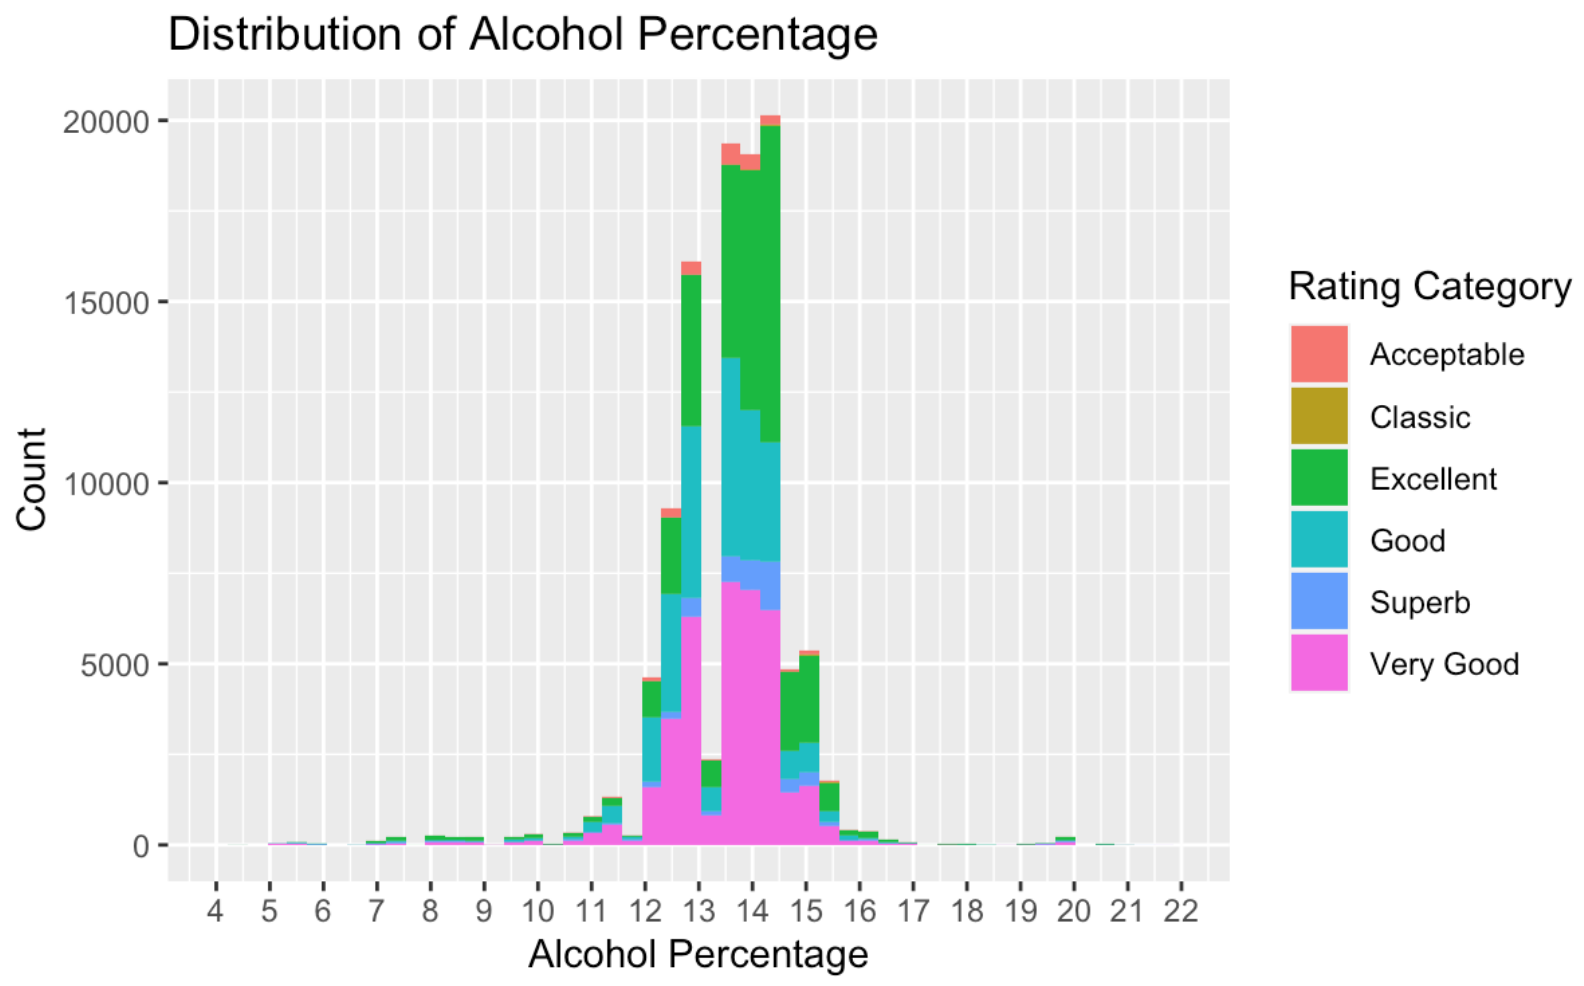 Distribution of Alcohol Percentage
20000
15000
10000
5000
0
Count
4 5 6 7 8 9 10 11 12 13 14 15 16 17 18 19 20 21 22
Alcohol Percentage
Rating Category
Acceptable
Classic
Excellent
Good
Superb
Very Good